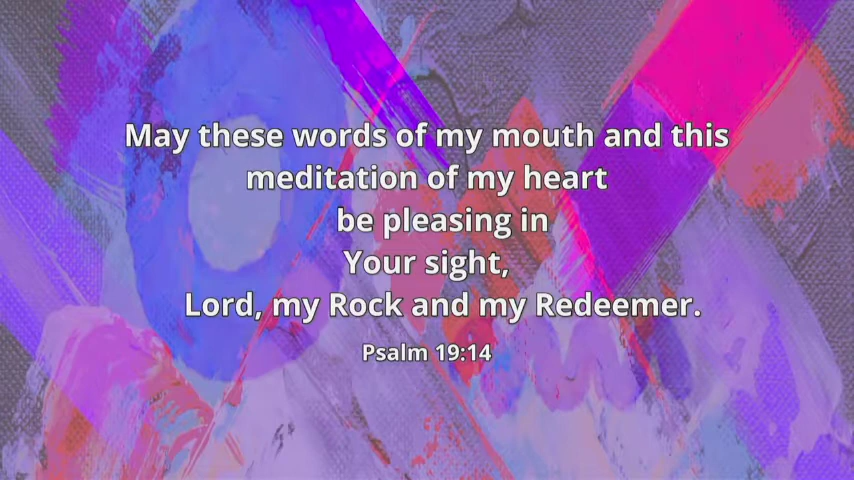 May these words of my mouth and this
meditation of my heart
be pleasing in
Your sight,
Lord, my Rock and my Redeemer.
Psalm 19:14